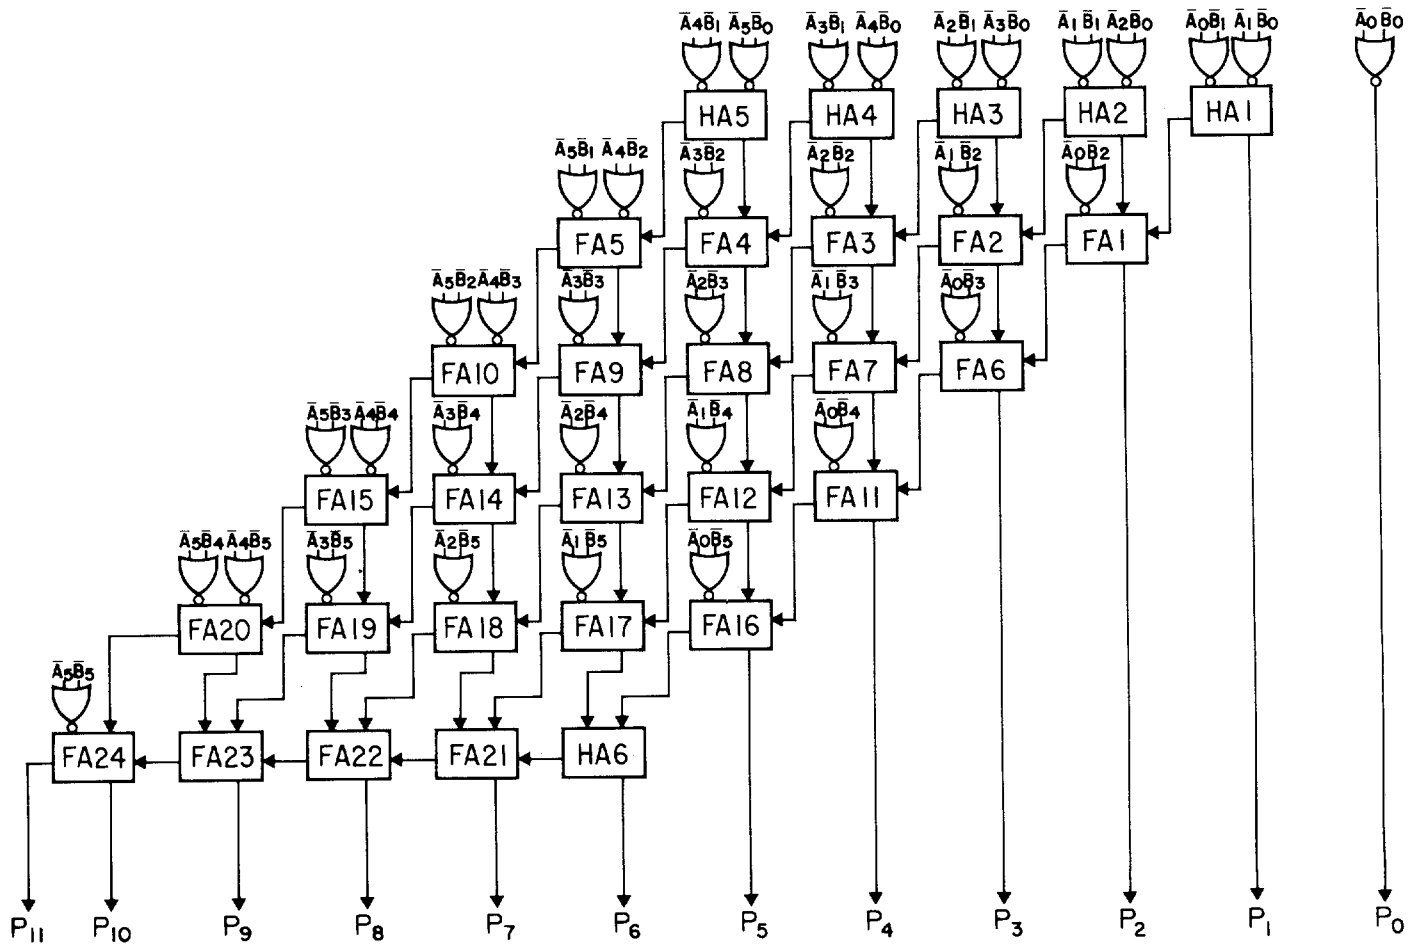 Ā4B̄1 Ā5B̄0 Ā3B̄1 Ā4B̄0 Ā2B̄1 Ā3B̄0 Ā1B̄1 Ā2B̄0 Ā0B̄1 Ā1B̄0 Ā0B̄0
HA5 HA4 HA3 HA2 HA1
Ā5B̄1 Ā4B̄2 Ā3B̄2 Ā2B̄2 Ā1B̄2 Ā0B̄2
FA5 FA4 FA3 FA2 FA1
Ā5B̄2 Ā4B̄3 Ā3B̄3 Ā2B̄3 Ā1B̄3 Ā0B̄3
FA10 FA9 FA8 FA7 FA6
Ā5B̄3 Ā4B̄4 Ā3B̄4 Ā2B̄4 Ā1B̄4 Ā0B̄4
FA15 FA14 FA13 FA12 FA11
Ā5B̄4 Ā4B̄5 Ā3B̄5 Ā2B̄5 Ā1B̄5 Ā0B̄5
FA20 FA19 FA18 FA17 FA16
Ā5B̄5
FA24 FA23 FA22 FA21 HA6
P11 P10 P9 P8 P7 P6 P5 P4 P3 P2 P1 P0